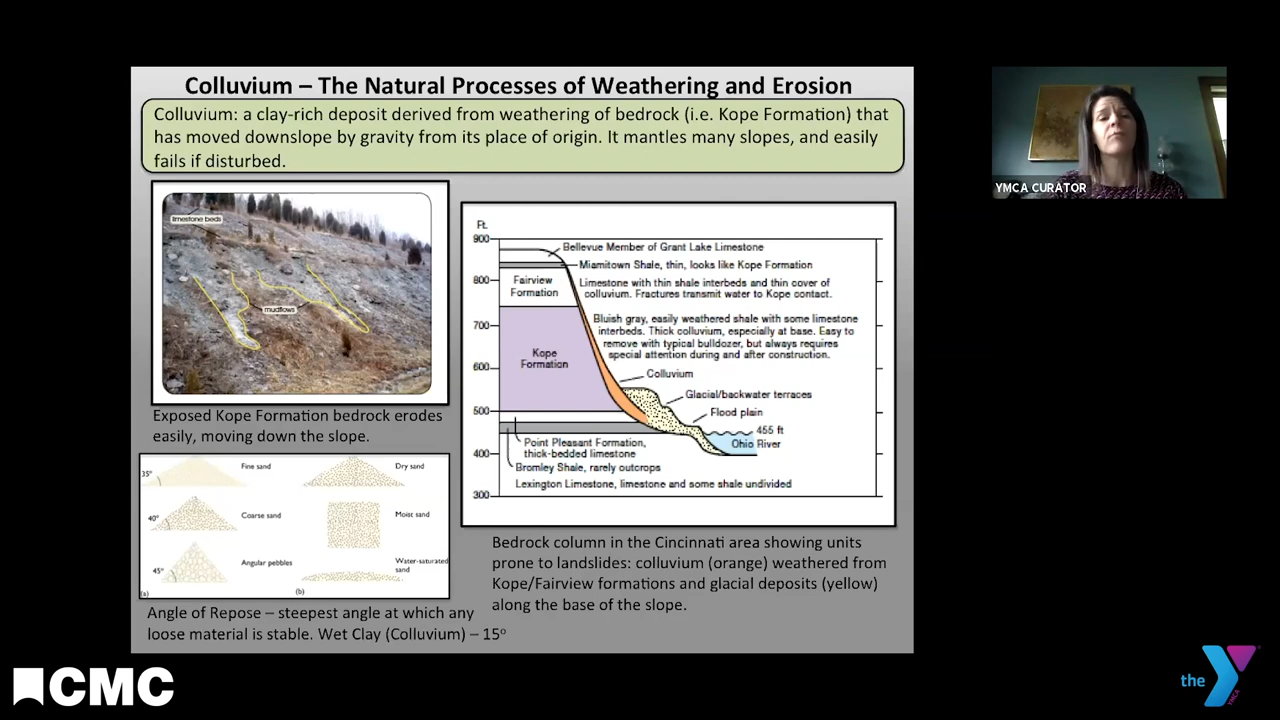 Colluvium – The Natural Processes of Weathering and Erosion
Colluvium: a clay-rich deposit derived from weathering of bedrock (i.e. Kope Formation) that
has moved downslope by gravity from its place of origin. It mantles many slopes, and easily
fails if disturbed.
limestone beds
mudflows
Exposed Kope Formation bedrock erodes
easily, moving down the slope.
35°
Fine sand
Dry sand
40°
Coarse sand
Moist sand
45°
Angular pebbles
Water-saturated
sand
(a)
(b)
Angle of Repose – steepest angle at which any
loose material is stable. Wet Clay (Colluvium) – 15°
Ft.
900
800
700
600
500
400
300
Bellevue Member of Grant Lake Limestone
Miamitown Shale, thin, looks like Kope Formation
Fairview
Formation
Limestone with thin shale interbeds and thin cover of
colluvium. Fractures transmit water to Kope contact.
Bluish gray, easily weathered shale with some limestone
interbeds. Thick colluvium, especially at base. Easy to
remove with typical bulldozer, but always requires
special attention during and after construction.
Kope
Formation
Colluvium
Glacial/backwater terraces
Flood plain
455 ft
Ohio River
Point Pleasant Formation,
thick-bedded limestone
Bromley Shale, rarely outcrops
Lexington Limestone, limestone and some shale undivided
Bedrock column in the Cincinnati area showing units
prone to landslides: colluvium (orange) weathered from
Kope/Fairview formations and glacial deposits (yellow)
along the base of the slope.
YMCA CURATOR
CMC
the Y
YMCA